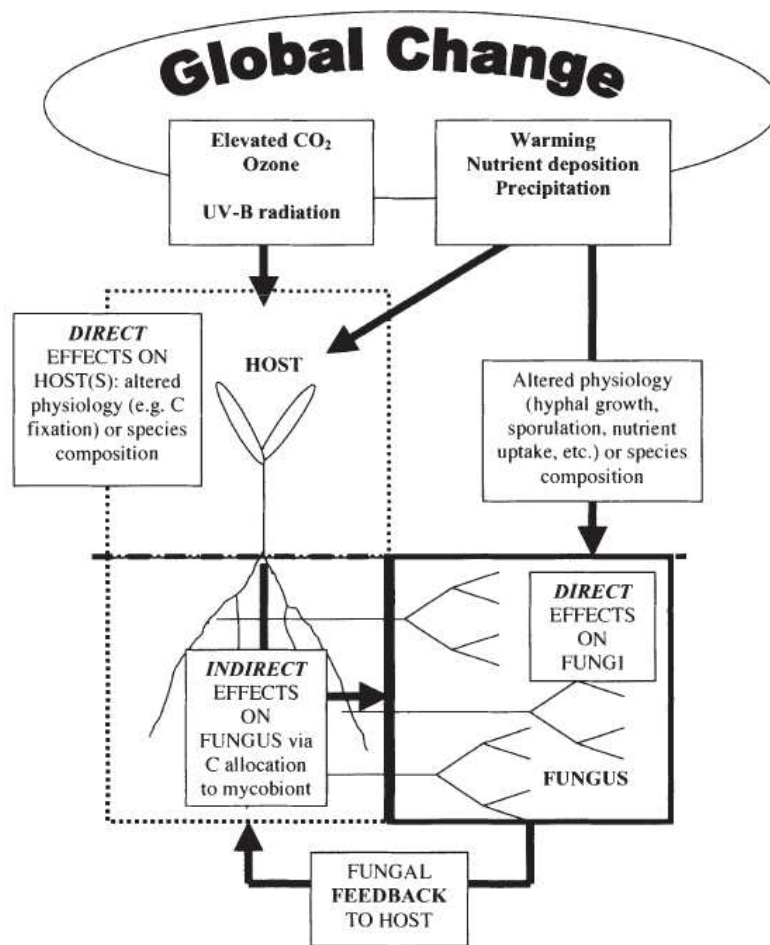 Global Change
Elevated CO₂
Ozone
UV-B radiation
Warming
Nutrient deposition
Precipitation
DIRECT
EFFECTS ON
HOST(S): altered
physiology (e.g. C
fixation) or species
composition
HOST
Altered physiology
(hyphal growth,
sporulation, nutrient
uptake, etc.) or species
composition
DIRECT
EFFECTS
ON
FUNGI
INDIRECT
EFFECTS
ON
FUNGUS via
C allocation
to mycobiont
FUNGUS
FUNGAL
FEEDBACK
TO HOST